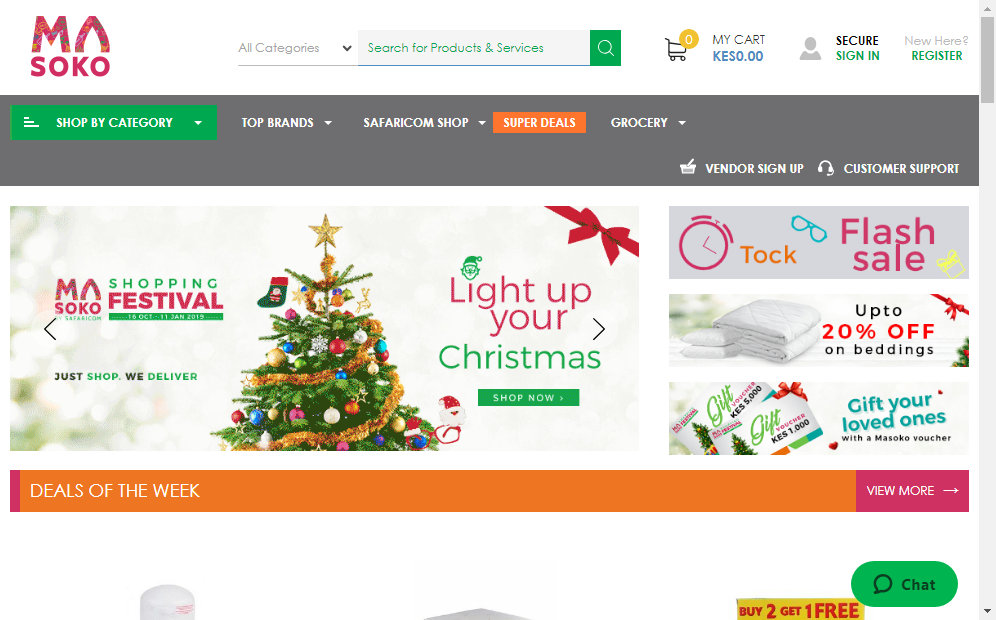 MA
SOKO
All Categories
Search for Products & Services
0
MY CART
KES0.00
SECURE
SIGN IN
New Here?
REGISTER
SHOP BY CATEGORY
TOP BRANDS
SAFARICOM SHOP
SUPER DEALS
GROCERY
VENDOR SIGN UP
CUSTOMER SUPPORT
MA
SOKO
SAFARICOM
SHOPPING
FESTIVAL
16 OCT - 11 JAN 2019
JUST SHOP. WE DELIVER
Light up
your
Christmas
SHOP NOW ›
Tock
Flash
sale
Upto
20% OFF
on beddings
Gift VOUCHER
KES 5,000
Gift VOUCHER
KES 1,000
Gift your
loved ones
with a Masoko voucher
DEALS OF THE WEEK
VIEW MORE →
BUY 2 GET 1 FREE
Chat